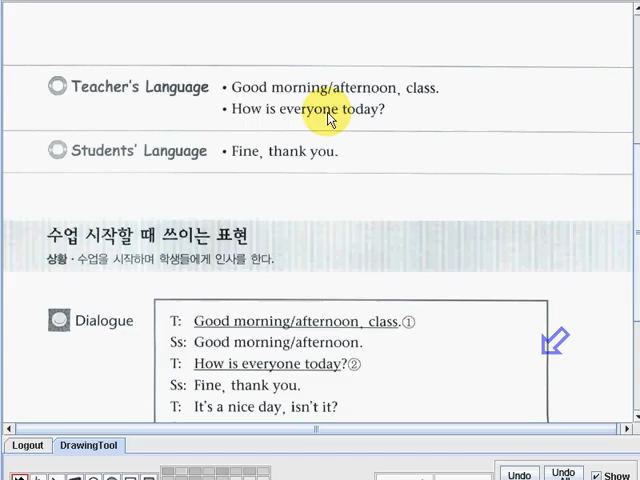 Teacher's Language • Good morning/afternoon, class.
• How is everyone today?
Students' Language • Fine, thank you.
수업 시작할 때 쓰이는 표현
상황 · 수업을 시작하며 학생들에게 인사를 한다.
Dialogue
T: Good morning/afternoon, class.①
Ss: Good morning/afternoon.
T: How is everyone today?②
Ss: Fine, thank you.
T: It's a nice day, isn't it?
Logout DrawingTool
Undo Undo All Show